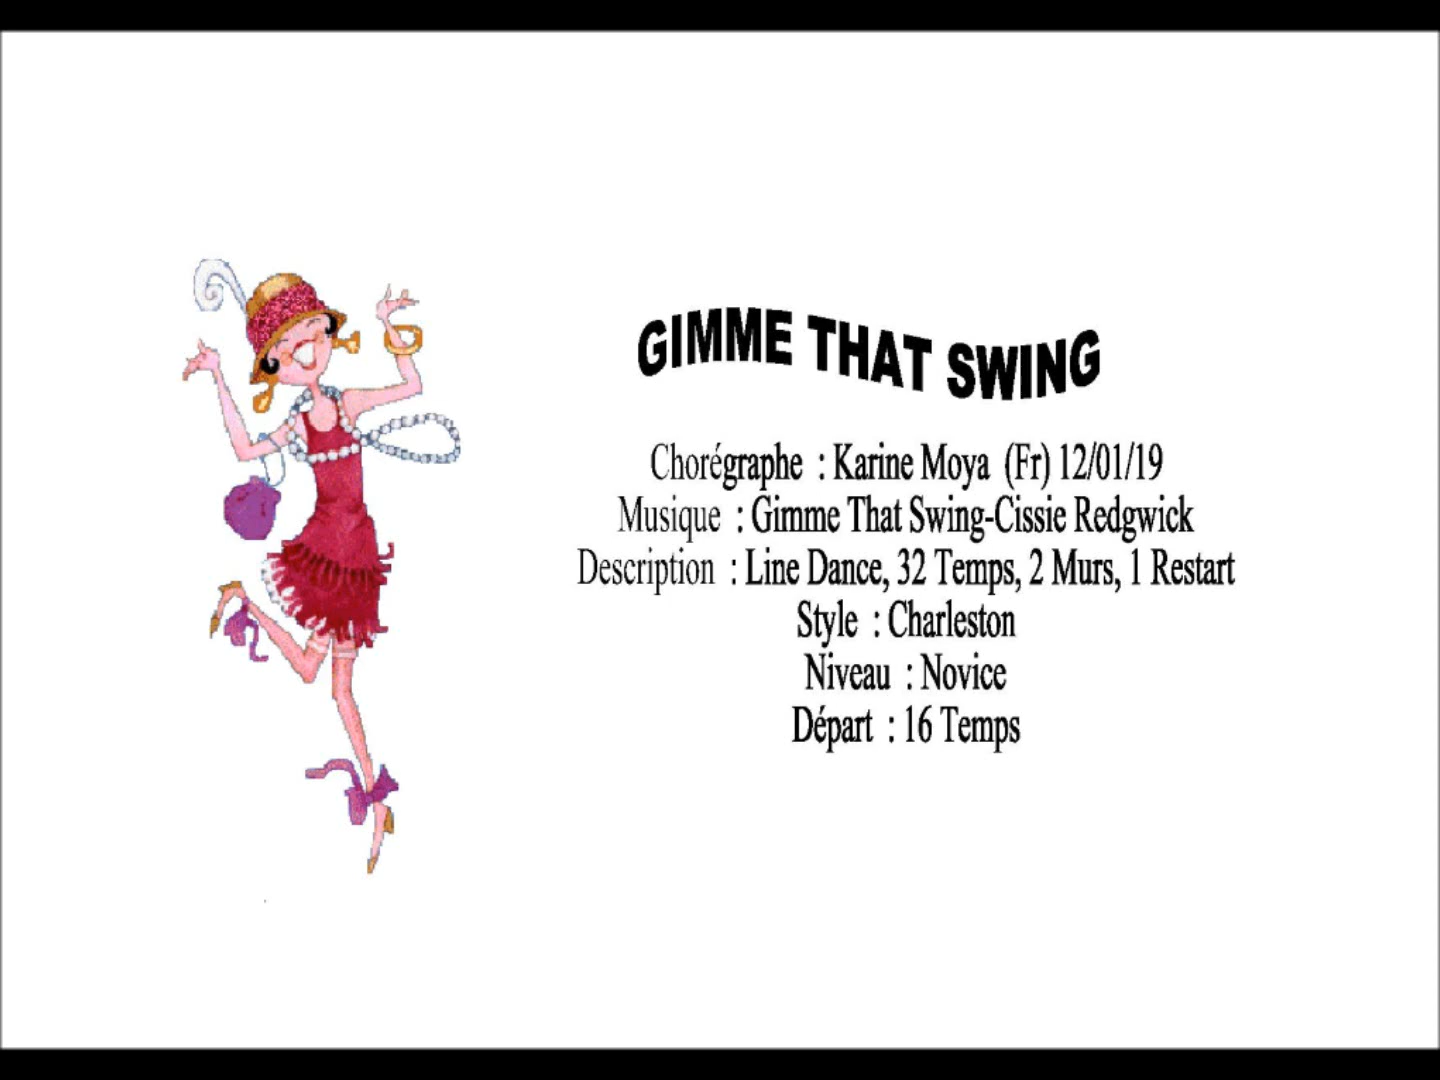 GIMME THAT SWING
Chorégraphe : Karine Moya (Fr) 12/01/19
Musique : Gimme That Swing-Cissie Redgwick
Description : Line Dance, 32 Temps, 2 Murs, 1 Restart
Style : Charleston
Niveau : Novice
Départ : 16 Temps